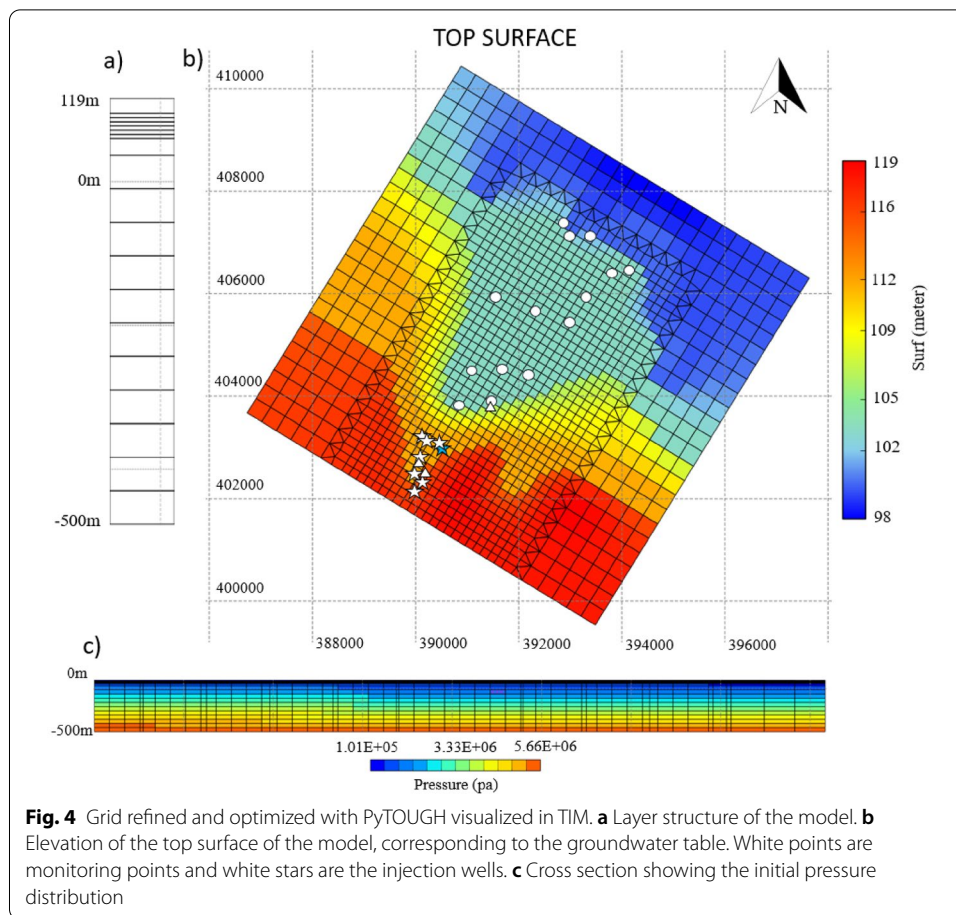 TOP SURFACE
a)
b)
119m
0m
-500m
410000
408000
406000
404000
402000
400000
388000
390000
392000
394000
396000
N
119
116
112
109
105
102
98
Surf (meter)
c)
0m
-500m
1.01E+05 3.33E+06 5.66E+06
Pressure (pa)
Fig. 4 Grid refined and optimized with PyTOUGH visualized in TIM. a Layer structure of the model. b
Elevation of the top surface of the model, corresponding to the groundwater table. White points are
monitoring points and white stars are the injection wells. c Cross section showing the initial pressure
distribution